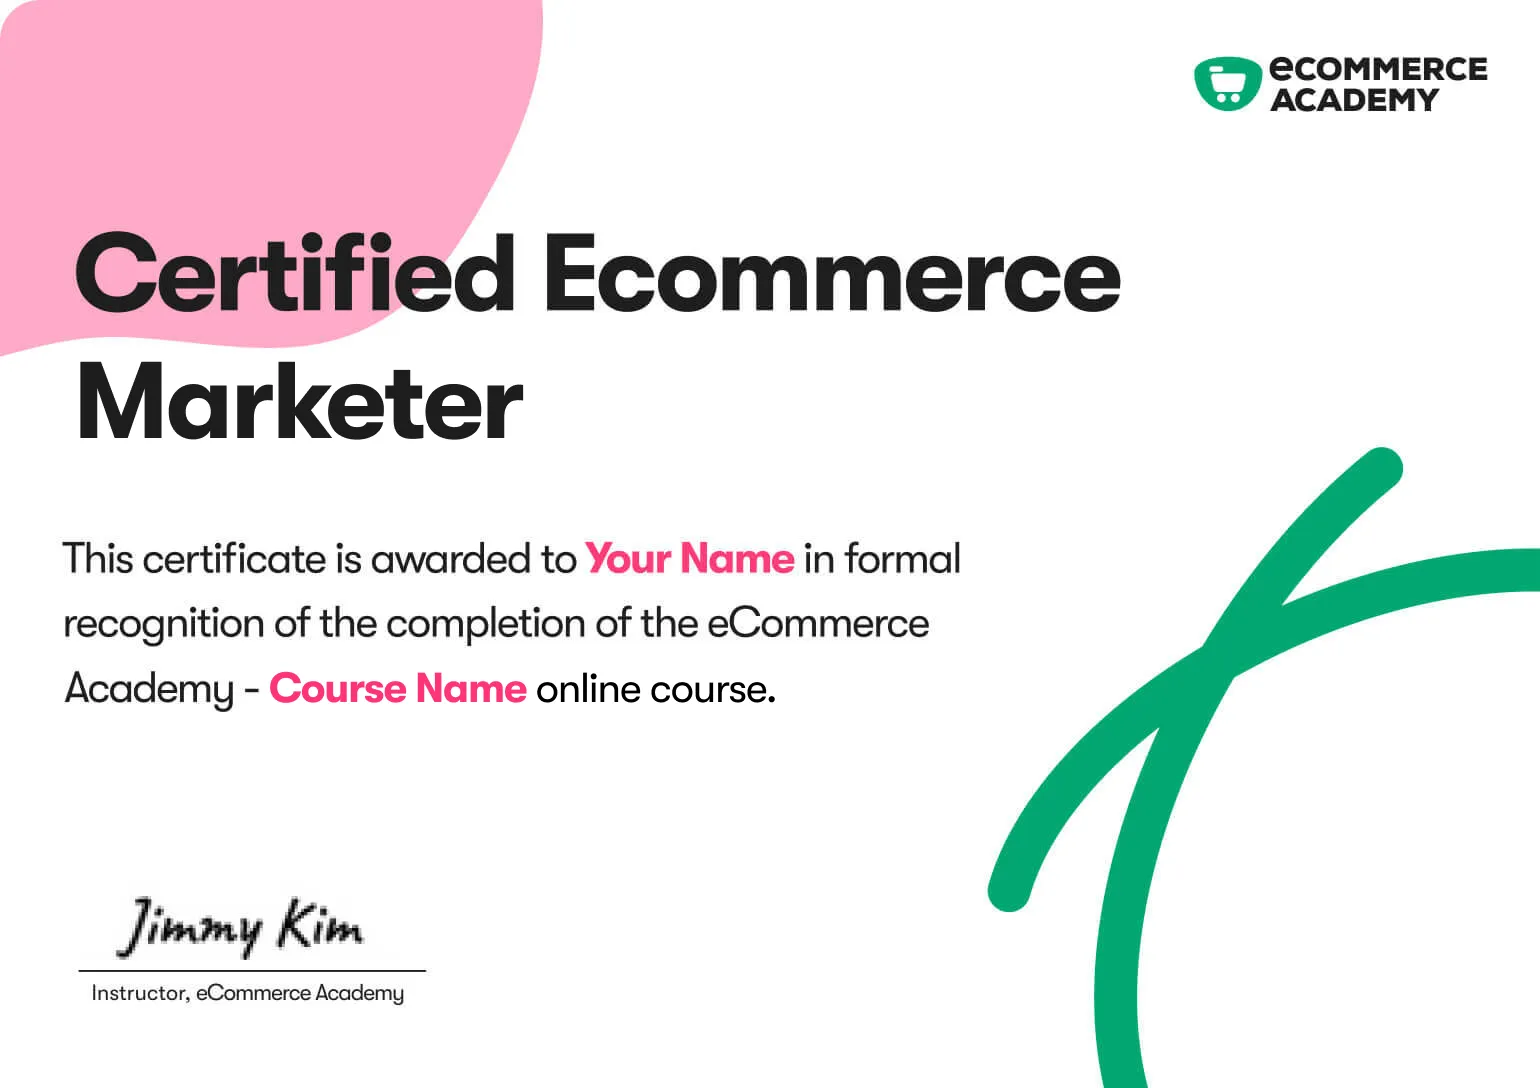 eCOMMERCE
ACADEMY
Certified Ecommerce
Marketer
This certificate is awarded to Your Name in formal
recognition of the completion of the eCommerce
Academy - Course Name online course.
Jimmy Kim
Instructor, eCommerce Academy